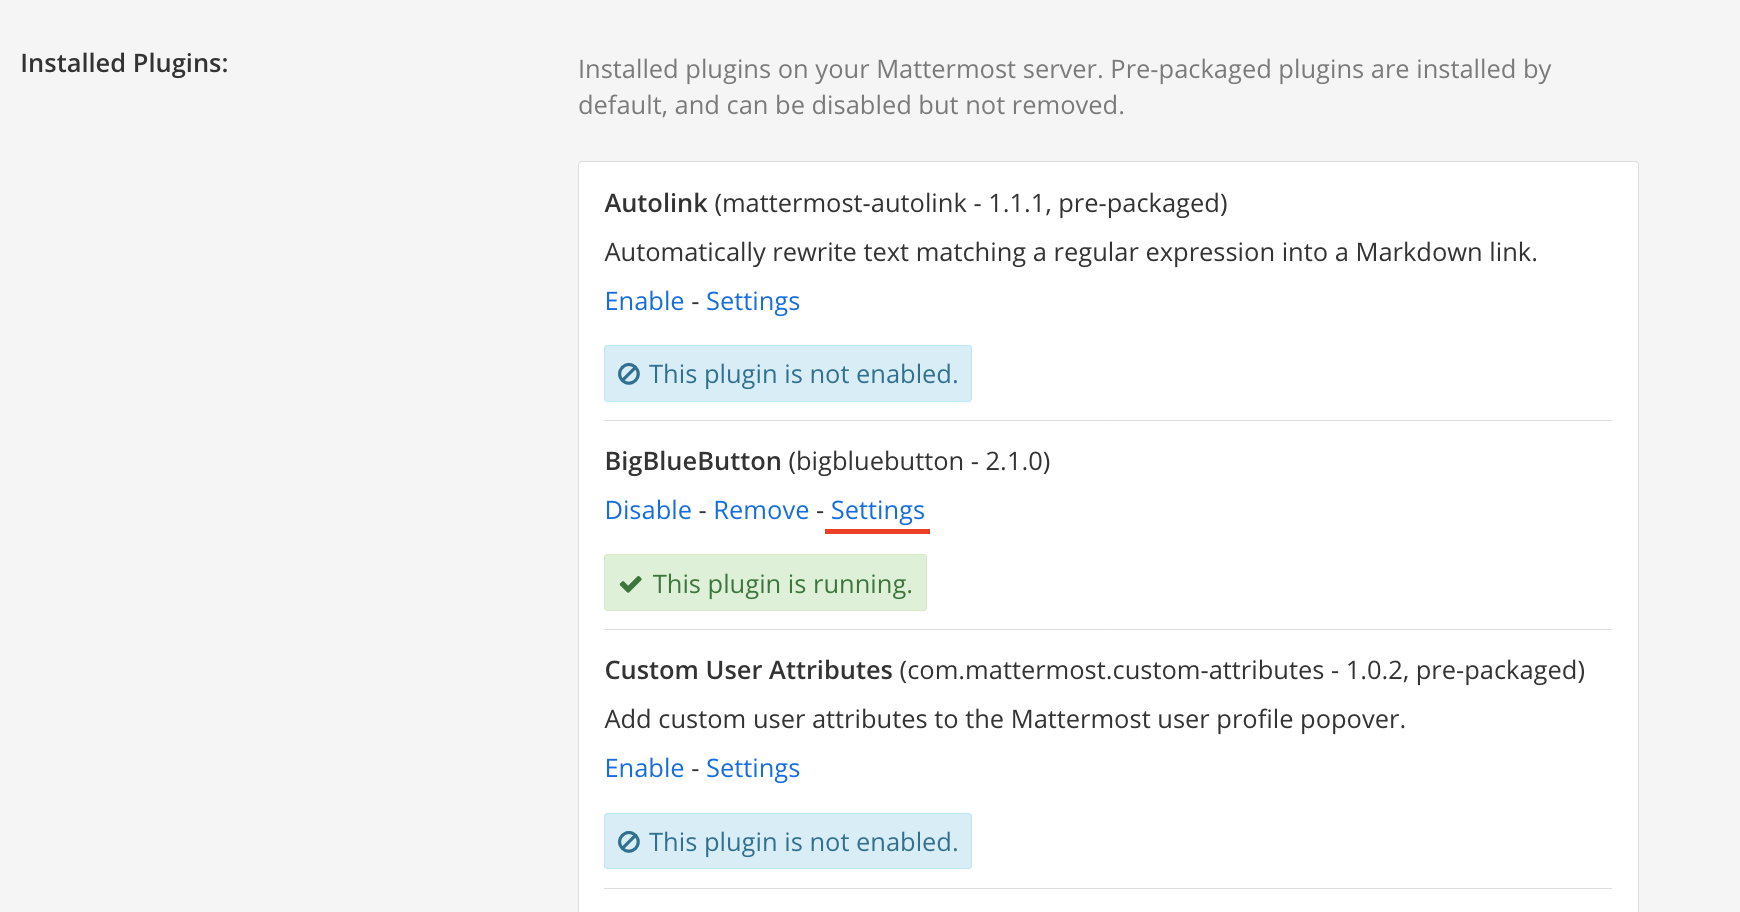 Installed Plugins:
Installed plugins on your Mattermost server. Pre-packaged plugins are installed by
default, and can be disabled but not removed.
Autolink (mattermost-autolink - 1.1.1, pre-packaged)
Automatically rewrite text matching a regular expression into a Markdown link.
Enable - Settings
This plugin is not enabled.
BigBlueButton (bigbluebutton - 2.1.0)
Disable - Remove - Settings
This plugin is running.
Custom User Attributes (com.mattermost.custom-attributes - 1.0.2, pre-packaged)
Add custom user attributes to the Mattermost user profile popover.
Enable - Settings
This plugin is not enabled.